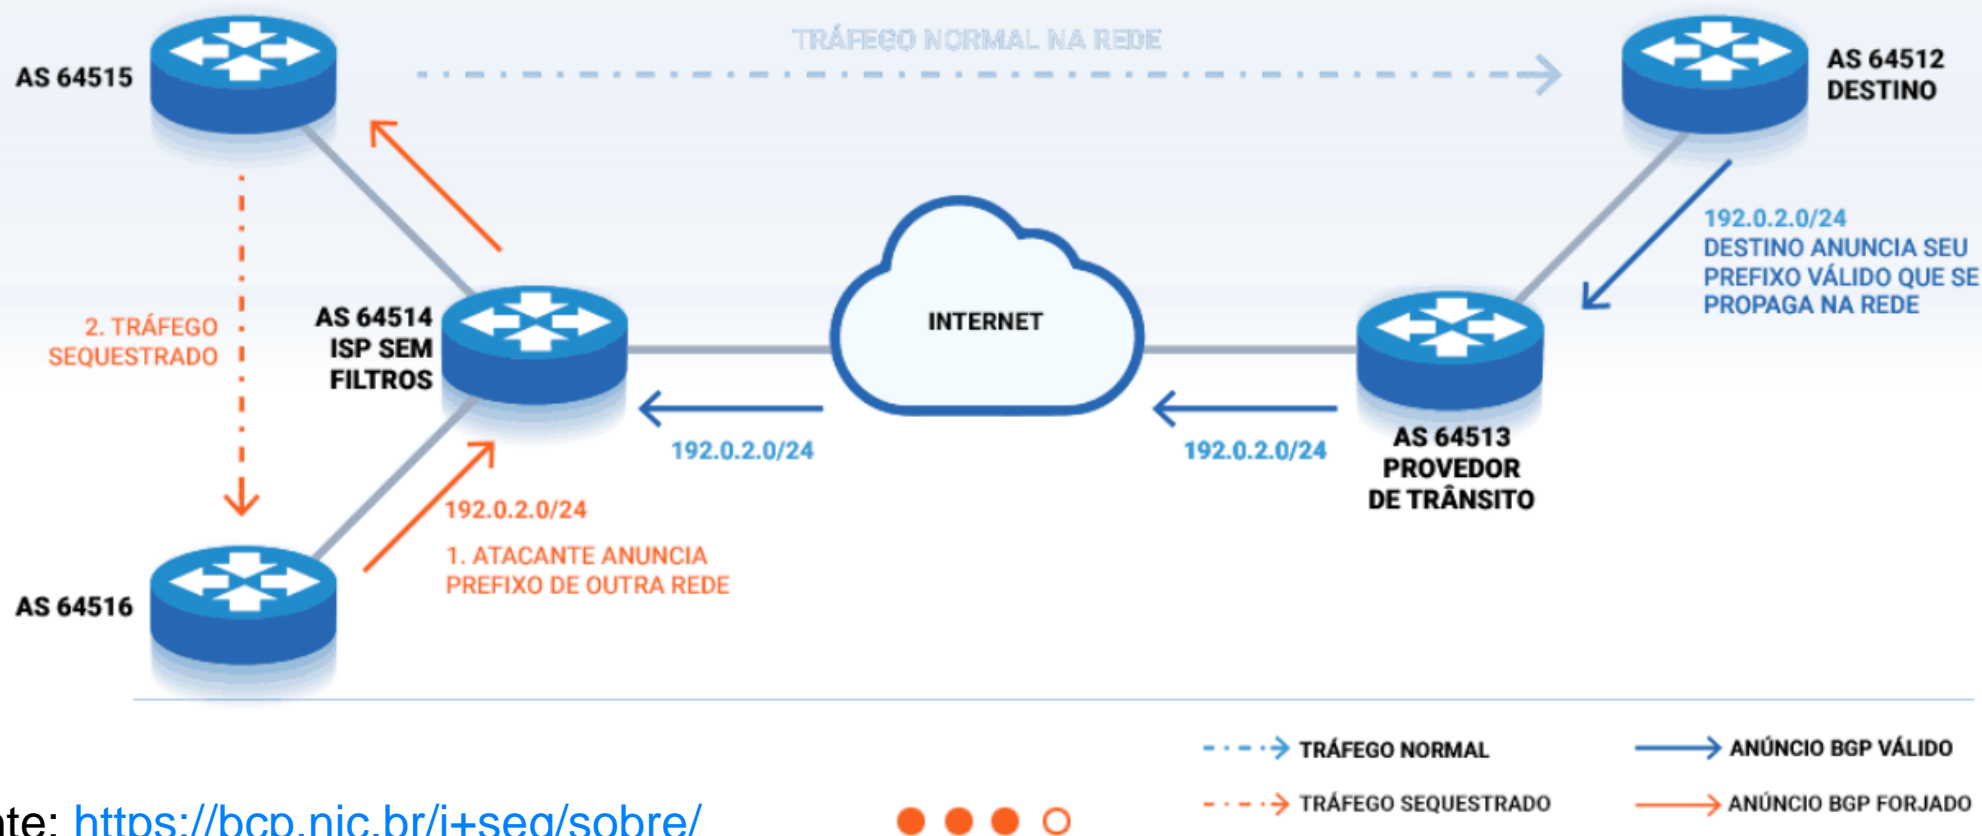 TRÁFEGO NORMAL NA REDE
AS 64515
AS 64512
DESTINO
192.0.2.0/24
DESTINO ANUNCIA SEU
PREFIXO VÁLIDO QUE SE
PROPAGA NA REDE
2. TRÁFEGO
SEQUESTRADO
AS 64514
ISP SEM
FILTROS
INTERNET
192.0.2.0/24
192.0.2.0/24
AS 64513
PROVEDOR
DE TRÂNSITO
192.0.2.0/24
1. ATACANTE ANUNCIA
PREFIXO DE OUTRA REDE
AS 64516
TRÁFEGO NORMAL
ANÚNCIO BGP VÁLIDO
TRÁFEGO SEQUESTRADO
ANÚNCIO BGP FORJADO
nte: https://bcp.nic.br/i+seg/sobre/